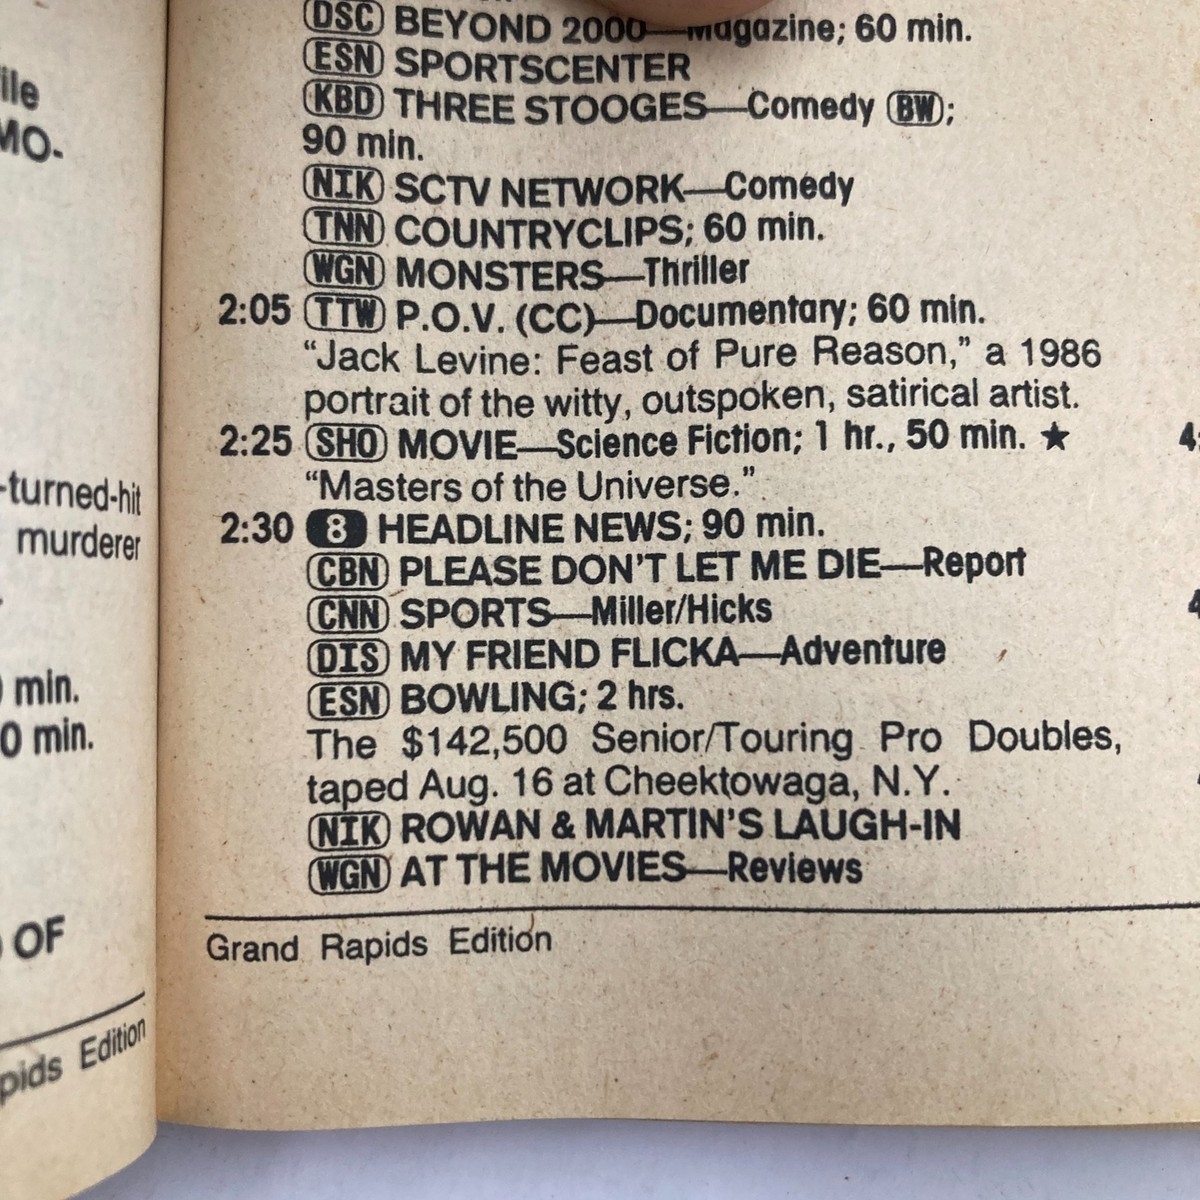 ile
MO-
-turned-hit
murderer
min.
0 min.
OF
pids Edition
DSC BEYOND 2000—Magazine; 60 min.
ESN SPORTSCENTER
KBD THREE STOOGES—Comedy BW;
90 min.
NIK SCTV NETWORK—Comedy
TNN COUNTRYCLIPS; 60 min.
WGN MONSTERS—Thriller
2:05 TTW P.O.V. (CC)—Documentary; 60 min.
“Jack Levine: Feast of Pure Reason,” a 1986
portrait of the witty, outspoken, satirical artist.
2:25 SHO MOVIE—Science Fiction; 1 hr., 50 min. ★
“Masters of the Universe.”
2:30 8 HEADLINE NEWS; 90 min.
CBN PLEASE DON'T LET ME DIE—Report
CNN SPORTS—Miller/Hicks
DIS MY FRIEND FLICKA—Adventure
ESN BOWLING; 2 hrs.
The $142,500 Senior/Touring Pro Doubles,
taped Aug. 16 at Cheektowaga, N.Y.
NIK ROWAN & MARTIN'S LAUGH-IN
WGN AT THE MOVIES—Reviews
Grand Rapids Edition